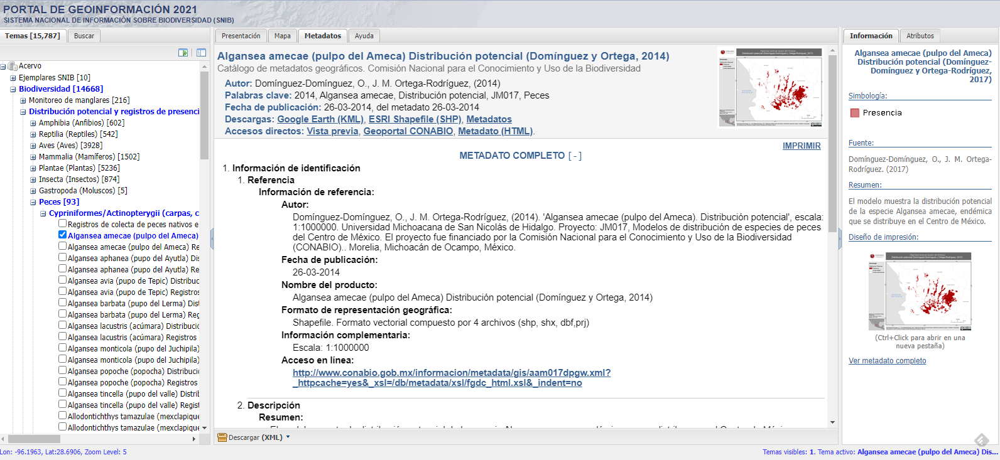 PORTAL DE GEOINFORMACIÓN 2021
SISTEMA NACIONAL DE INFORMACIÓN SOBRE BIODIVERSIDAD (SNIB)
Temas [15,787]
Buscar
Acervo
Ejemplares SNIB [10]
Biodiversidad [14668]
Monitoreo de manglares [216]
Distribución potencial y registros de presenci
Amphibia (Anfibios) [602]
Reptilia (Reptiles) [542]
Aves (Aves) [3928]
Mammalia (Mamíferos) [1502]
Plantae (Plantas) [5236]
Insecta (Insectos) [874]
Gastropoda (Moluscos) [5]
Peces [93]
Cypriniformes/Actinopterygii (carpas, c
Registros de colecta de peces nativos e
Algansea amecae (pulpo del Ameca)
Algansea amecae (pulpo del Ameca) Re
Algansea aphanea (pupo del Ayutla) Dis
Algansea aphanea (pupo del Ayutla) Re
Algansea avia (pupo de Tepic) Distribuc
Algansea avia (pupo de Tepic) Registros
Algansea barbata (pupo del Lerma) Dist
Algansea barbata (pupo del Lerma) Reg
Algansea lacustris (acúmara) Distribució
Algansea lacustris (acúmara) Registros
Algansea monticola (pupo del Juchipila)
Algansea monticola (pupo del Juchipila)
Algansea popoche (popocha) Distribució
Algansea popoche (popocha) Registros
Algansea tincella (pupo del valle) Distrib
Algansea tincella (pupo del valle) Regist
Allodontichthys tamazulae (mexclapique
Allodontichthys tamazulae (mexclapique
Presentación
Mapa
Metadatos
Ayuda
Algansea amecae (pulpo del Ameca) Distribución potencial (Domínguez y Ortega, 2014)
Catálogo de metadatos geográficos. Comisión Nacional para el Conocimiento y Uso de la Biodiversidad
Autor: Domínguez-Domínguez, O., J. M. Ortega-Rodríguez, (2014)
Palabras clave: 2014, Algansea amecae, Distribución potencial, JM017, Peces
Fecha de publicación: 26-03-2014, del metadato 26-03-2014
Descargas: Google Earth (KML), ESRI Shapefile (SHP), Metadatos
Accesos directos: Vista previa, Geoportal CONABIO, Metadato (HTML).
IMPRIMIR
METADATO COMPLETO [ - ]
1. Información de identificación
1. Referencia
Información de referencia:
Autor:
Domínguez-Domínguez, O., J. M. Ortega-Rodríguez, (2014). 'Algansea amecae (pulpo del Ameca). Distribución potencial', escala:
1:1000000. Universidad Michoacana de San Nicolás de Hidalgo. Proyecto: JM017, Modelos de distribución de especies de peces
del Centro de México. El proyecto fue financiado por la Comisión Nacional para el Conocimiento y Uso de la Biodiversidad
(CONABIO).. Morelia, Michoacán de Ocampo, México.
Fecha de publicación:
26-03-2014
Nombre del producto:
Algansea amecae (pulpo del Ameca) Distribución potencial (Domínguez y Ortega, 2014)
Formato de representación geográfica:
Shapefile. Formato vectorial compuesto por 4 archivos (shp, shx, dbf,prj)
Información complementaria:
Escala: 1:1000000
Acceso en línea:
http://www.conabio.gob.mx/informacion/metadata/gis/aam017dpgw.xml?
_httpcache=yes&_xsl=/db/metadata/xsl/fgdc_html.xsl&_indent=no
2. Descripción
Resumen:
Descargar (XML)
Información
Atributos
Algansea amecae (pulpo del Ameca)
Distribución potencial (Domínguez-
Domínguez y Ortega-Rodríguez,
2017)
Simbología:
Presencia
Fuente:
Domínguez-Domínguez, O., J. M. Ortega-
Rodríguez. (2017)
Resumen:
El modelo muestra la distribución potencial
de la especie Algansea amecae, endémica
que se distribuye en el Centro de México.
Diseño de impresión:
(Ctrl+Click para abrir en una
nueva pestaña)
Ver metadato completo
Lon: -96.1963, Lat:28.6906, Zoom Level: 5
Temas visibles: 1. Tema activo: Algansea amecae (pulpo del Ameca) Dis...